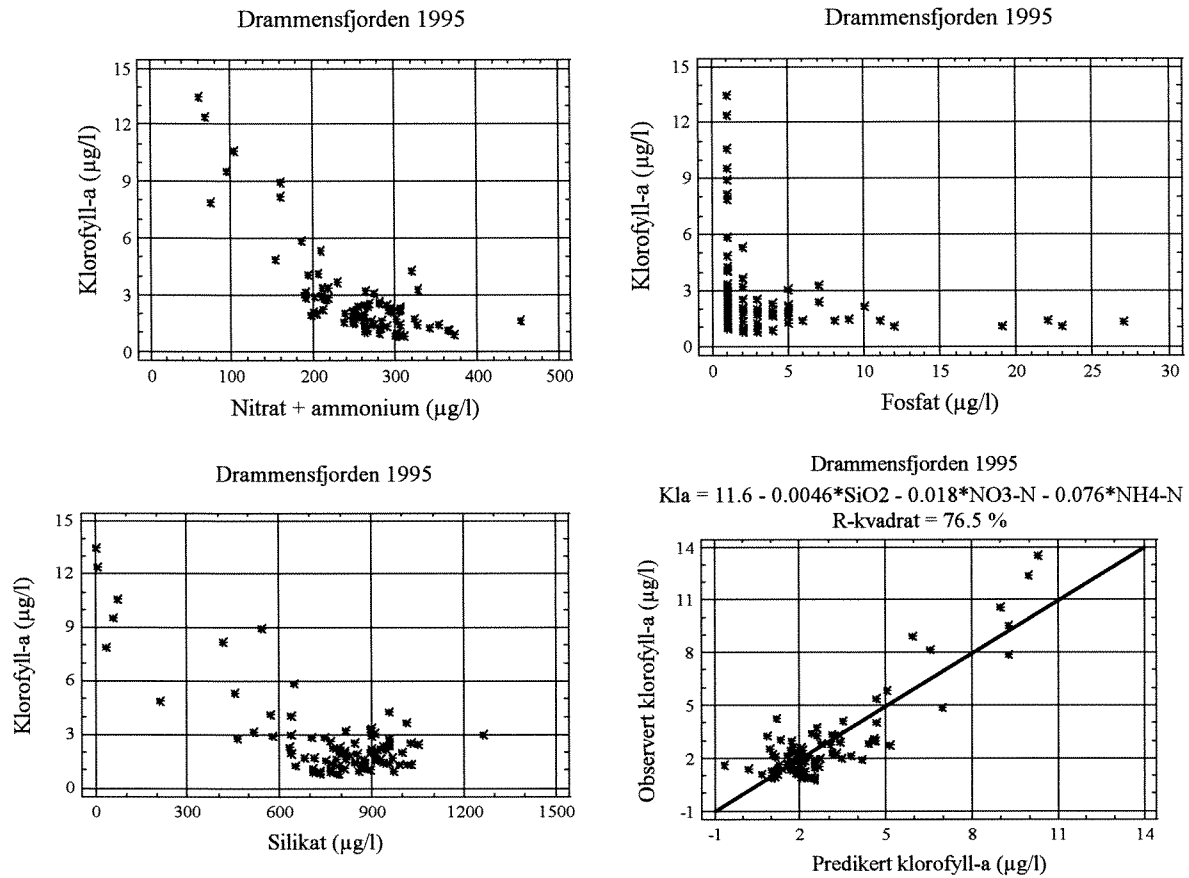 Drammensfjorden 1995
Klorofyll-a (µg/l)
15
12
9
6
3
0
0 100 200 300 400 500
Nitrat + ammonium (µg/l)
Drammensfjorden 1995
Klorofyll-a (µg/l)
15
12
9
6
3
0
0 5 10 15 20 25 30
Fosfat (µg/l)
Drammensfjorden 1995
Klorofyll-a (µg/l)
15
12
9
6
3
0
0 300 600 900 1200 1500
Silikat (µg/l)
Drammensfjorden 1995
Kla = 11.6 - 0.0046*SiO2 - 0.018*NO3-N - 0.076*NH4-N
R-kvadrat = 76.5 %
Observert klorofyll-a (µg/l)
14
11
8
5
2
-1
-1 2 5 8 11 14
Predikert klorofyll-a (µg/l)